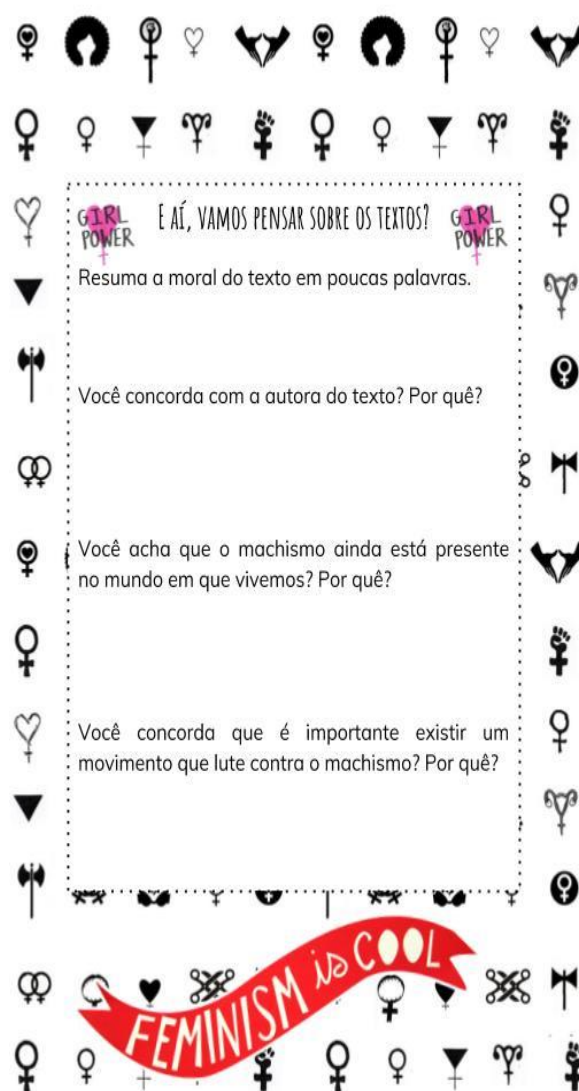 GIRL POWER
E AÍ, VAMOS PENSAR SOBRE OS TEXTOS?
GIRL POWER
Resuma a moral do texto em poucas palavras.
Você concorda com a autora do texto? Por quê?
Você acha que o machismo ainda está presente
no mundo em que vivemos? Por quê?
Você concorda que é importante existir um
movimento que lute contra o machismo? Por quê?
FEMINISM is COOL